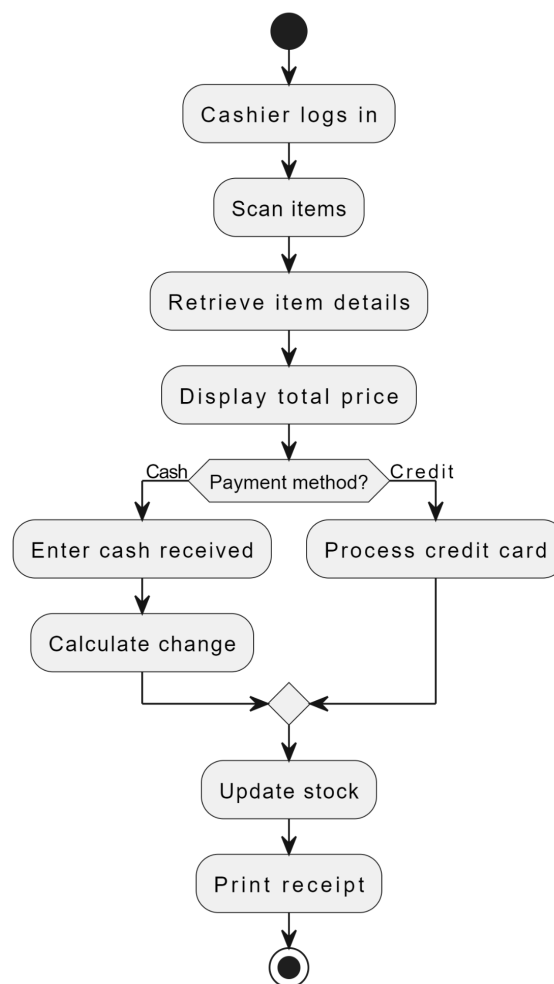 Cashier logs in
Scan items
Retrieve item details
Display total price
Cash
Payment method?
Credit
Enter cash received
Process credit card
Calculate change
Update stock
Print receipt